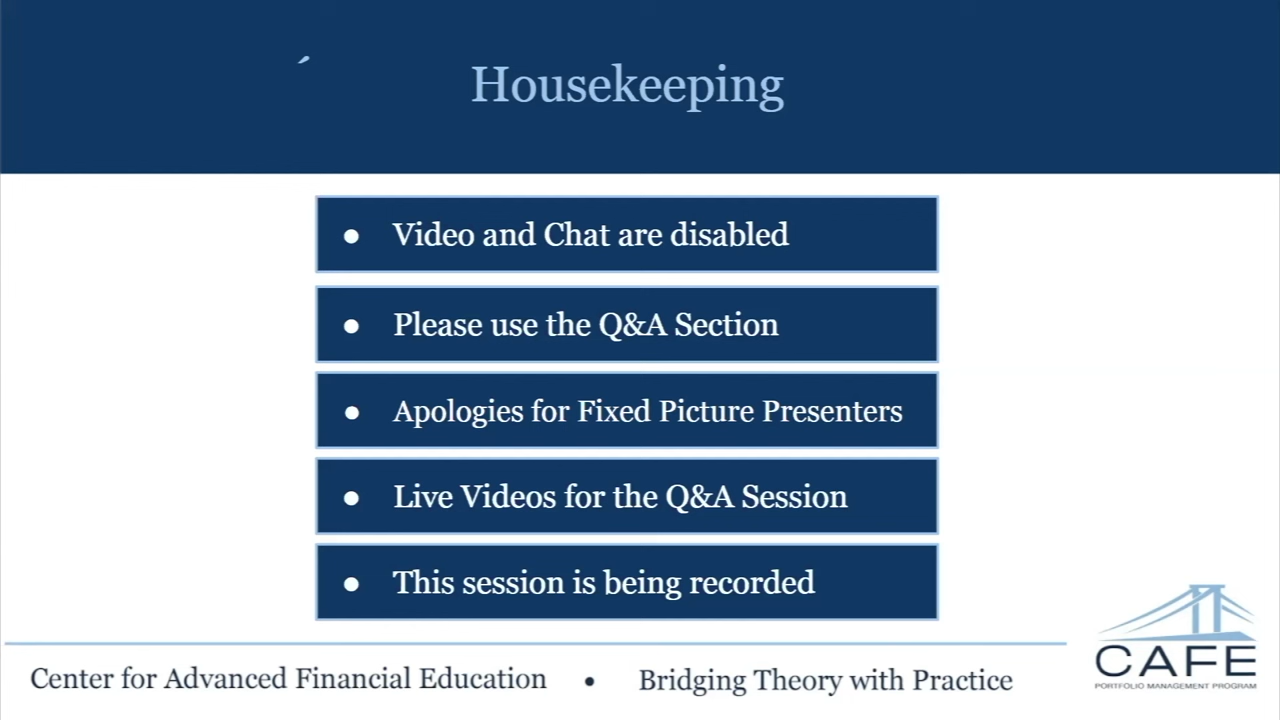 Housekeeping
● Video and Chat are disabled
● Please use the Q&A Section
● Apologies for Fixed Picture Presenters
● Live Videos for the Q&A Session
● This session is being recorded
Center for Advanced Financial Education • Bridging Theory with Practice
CAFE
PORTFOLIO MANAGEMENT PROGRAM